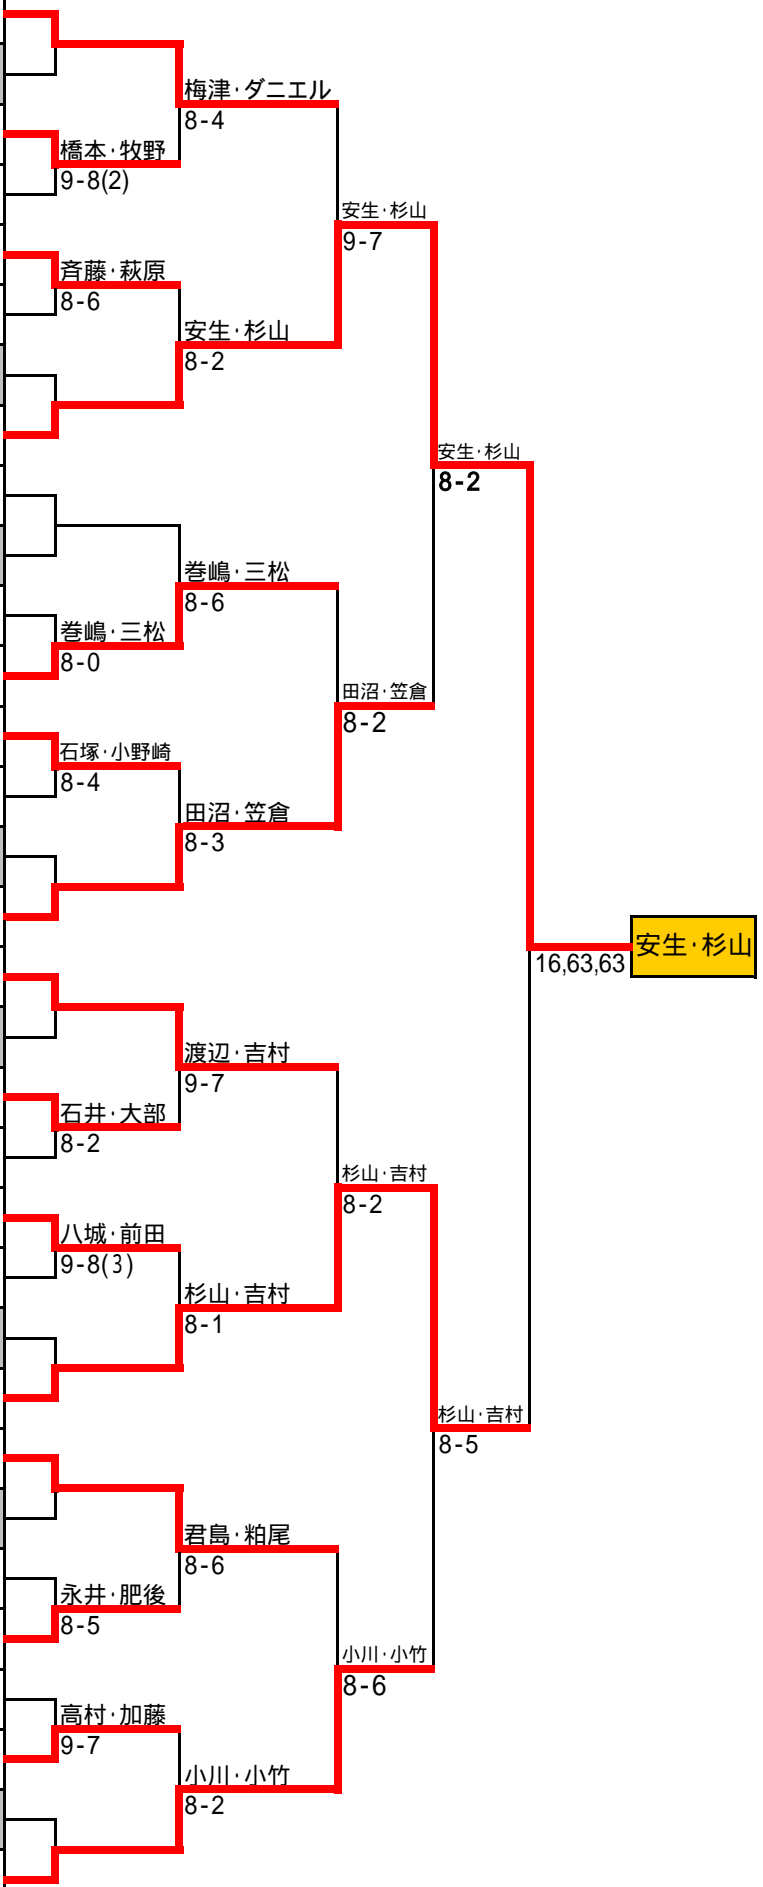 梅津・ダニエル
8-4
橋本・牧野
9-8(2)
安生・杉山
9-7
斉藤・萩原
8-6
安生・杉山
8-2
安生・杉山
8-2
巻嶋・三松
8-6
巻嶋・三松
8-0
田沼・笠倉
8-2
石塚・小野崎
8-4
田沼・笠倉
8-3
安生・杉山
16,63,63
渡辺・吉村
9-7
石井・大部
8-2
杉山・吉村
8-2
八城・前田
9-8(3)
杉山・吉村
8-1
杉山・吉村
8-5
君島・粕尾
8-6
永井・肥後
8-5
小川・小竹
8-6
高村・加藤
9-7
小川・小竹
8-2